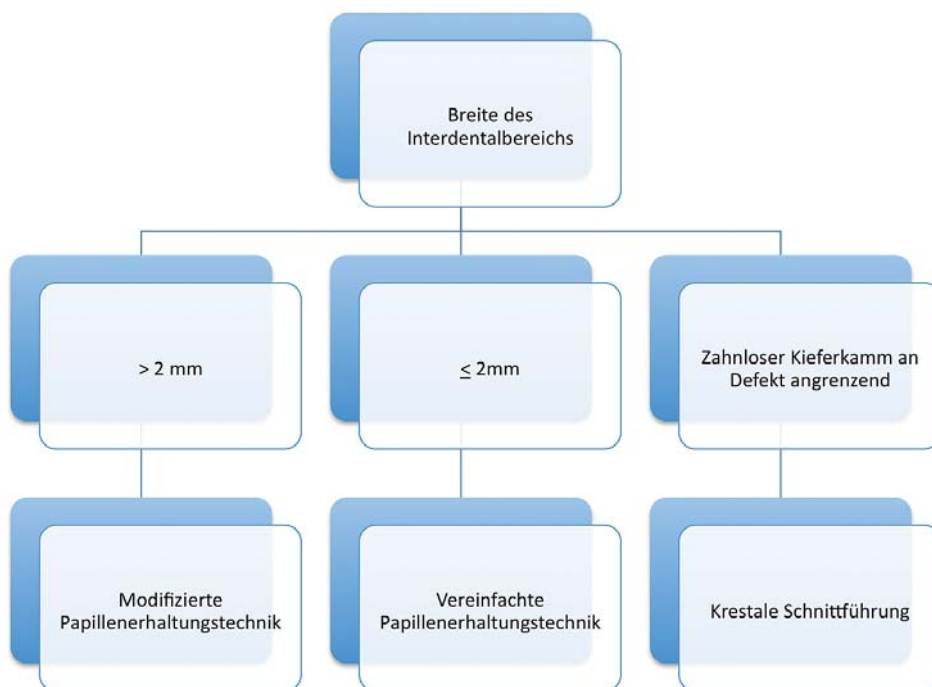 Breite des
Interdentalbereichs
> 2 mm
≤ 2mm
Zahnloser Kieferkamm an
Defekt angrenzend
Modifizierte
Papillenerhaltungstechnik
Vereinfachte
Papillenerhaltungstechnik
Krestale Schnittführung